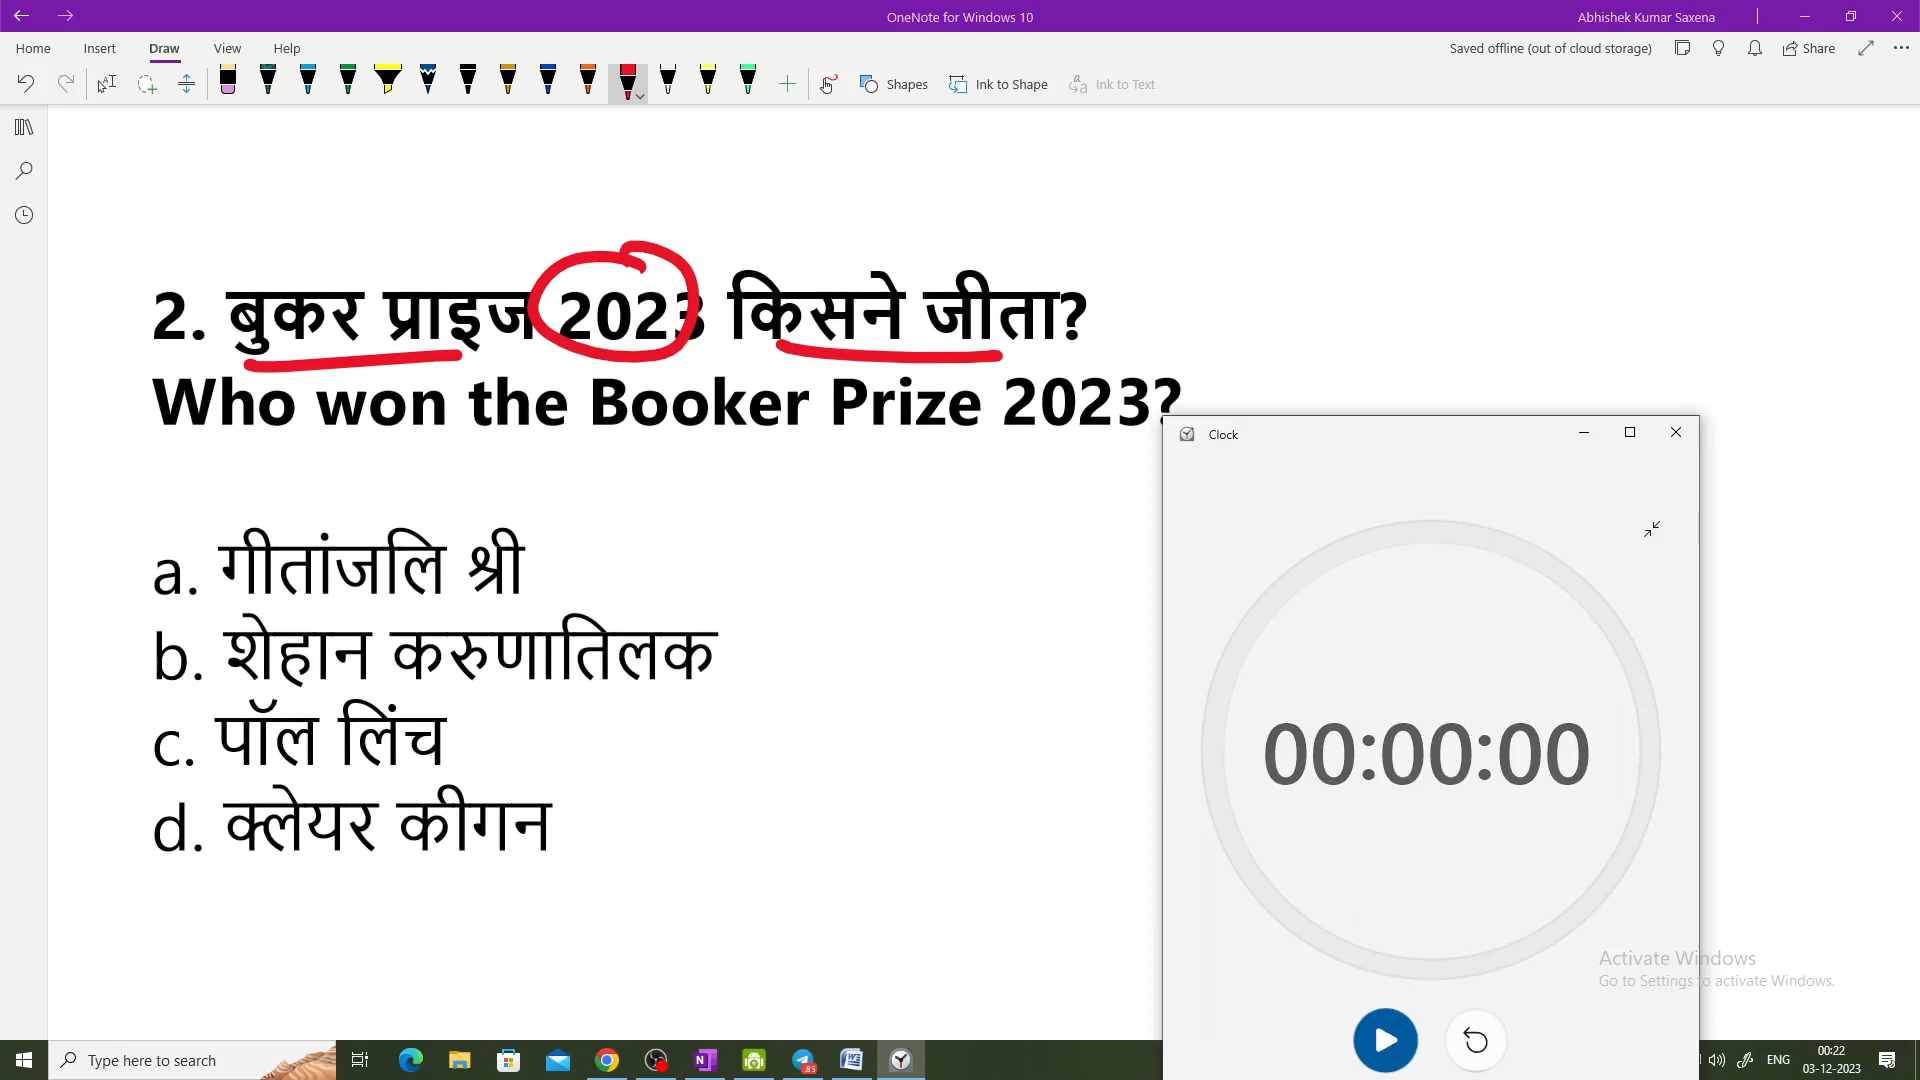 OneNote for Windows 10
Abhishek Kumar Saxena
Home Insert Draw View Help
Saved offline (out of cloud storage)
Share
Shapes
Ink to Shape
Ink to Text
2. बुकर प्राइज 2023 किसने जीता?
Who won the Booker Prize 2023?
Clock
a. गीतांजलि श्री
b. शेहान करुणातिलक
c. पॉल लिंच
d. क्लेयर कीगन
00:00:00
Activate Windows
Go to Settings to activate Windows.
Type here to search
85
ENG
00:22
03-12-2023